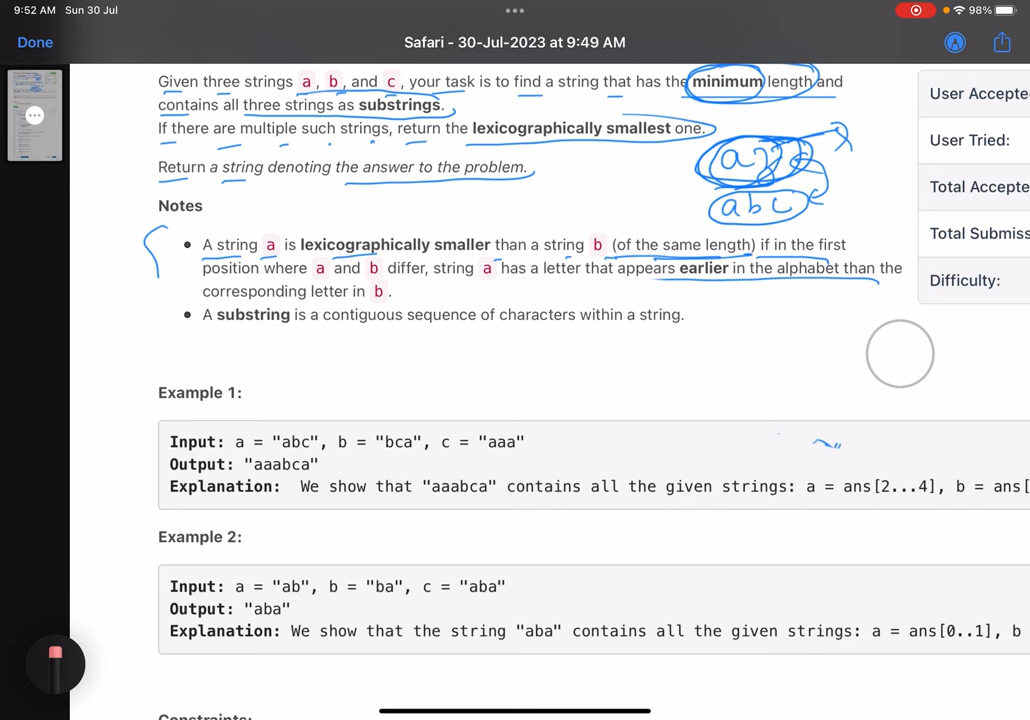 9:52 AM Sun 30 Jul
98%
Done
Safari - 30-Jul-2023 at 9:49 AM
Given three strings a, b, and c, your task is to find a string that has the minimum length and
contains all three strings as substrings.
If there are multiple such strings, return the lexicographically smallest one.
Return a string denoting the answer to the problem.
abc
Notes
A string a is lexicographically smaller than a string b (of the same length) if in the first
position where a and b differ, string a has a letter that appears earlier in the alphabet than the
corresponding letter in b.
A substring is a contiguous sequence of characters within a string.
User Accepte
User Tried:
Total Accepte
Total Submiss
Difficulty:
Example 1:
Input: a = "abc", b = "bca", c = "aaa"
Output: "aaabca"
Explanation: We show that "aaabca" contains all the given strings: a = ans[2...4], b = ans[
Example 2:
Input: a = "ab", b = "ba", c = "aba"
Output: "aba"
Explanation: We show that the string "aba" contains all the given strings: a = ans[0..1], b
Constraints: